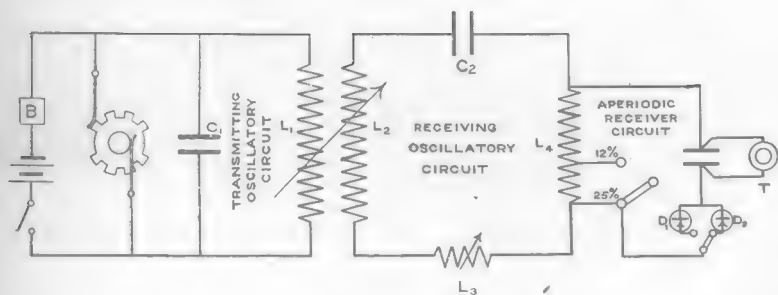 B
C1
TRANSMITTING
OSCILLATORY
CIRCUIT
L1
L2
C2
RECEIVING
OSCILLATORY
CIRCUIT
L3
L4
APERIODIC
RECEIVER
CIRCUIT
12%
25%
T
D1
D2